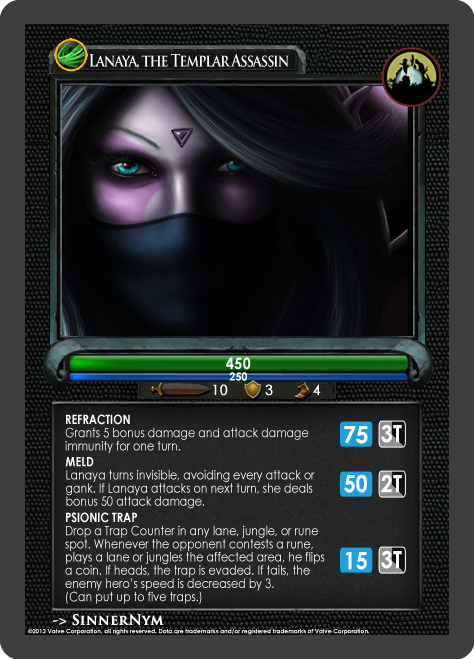 LANAYA, THE TEMPLAR ASSASSIN
450
250
10 3 4
REFRACTION
Grants 5 bonus damage and attack damage
immunity for one turn.
75 3T
MELD
Lanaya turns invisible, avoiding every attack or
gank. If Lanaya attacks on next turn, she deals
bonus 50 attack damage.
50 2T
PSIONIC TRAP
Drop a Trap Counter in any lane, jungle, or rune
spot. Whenever the opponent contests a rune,
plays a lane or jungles the affected area, he flips
a coin. If heads, the trap is evaded. If tails, the
enemy hero's speed is decreased by 3.
(Can put up to five traps.)
15 3T
-> SINNERNYM
©2012 Valve Corporation, all rights reserved. Dota are trademarks and/or registered trademarks of Valve Corporation.